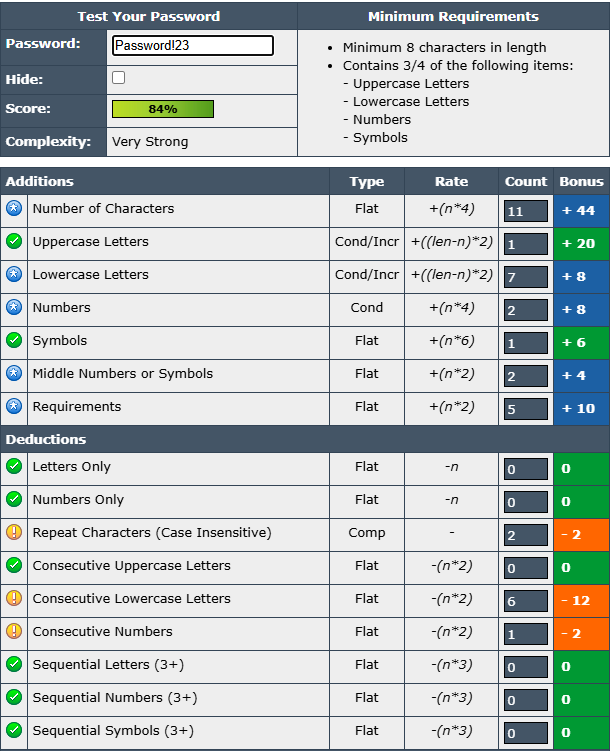 Test Your Password
Minimum Requirements
Password:
Password!23
Hide:
Score:
84%
Complexity:
Very Strong
Minimum 8 characters in length
Contains 3/4 of the following items:
- Uppercase Letters
- Lowercase Letters
- Numbers
- Symbols
Additions Type Rate Count Bonus
Number of Characters Flat +(n*4) 11 + 44
Uppercase Letters Cond/Incr +((len-n)*2) 1 + 20
Lowercase Letters Cond/Incr +((len-n)*2) 7 + 8
Numbers Cond +(n*4) 2 + 8
Symbols Flat +(n*6) 1 + 6
Middle Numbers or Symbols Flat +(n*2) 2 + 4
Requirements Flat +(n*2) 5 + 10
Deductions
Letters Only Flat -n 0 0
Numbers Only Flat -n 0 0
Repeat Characters (Case Insensitive) Comp - 2 - 2
Consecutive Uppercase Letters Flat -(n*2) 0 0
Consecutive Lowercase Letters Flat -(n*2) 6 - 12
Consecutive Numbers Flat -(n*2) 1 - 2
Sequential Letters (3+) Flat -(n*3) 0 0
Sequential Numbers (3+) Flat -(n*3) 0 0
Sequential Symbols (3+) Flat -(n*3) 0 0